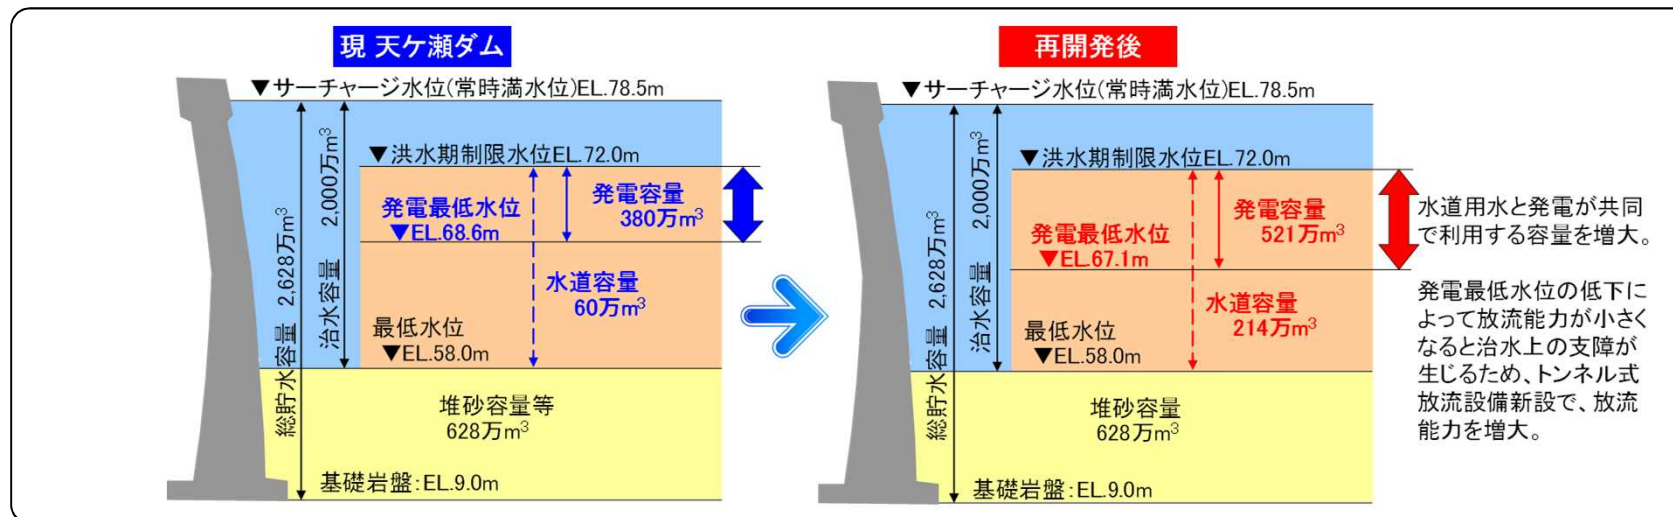 現 天ケ瀬ダム
▼サーチャージ水位(常時満水位)EL.78.5m
総貯水容量 2,628万m³
治水容量 2,000万m³
▼洪水期制限水位EL.72.0m
発電最低水位
▼EL.68.6m
発電容量
380万m³
水道容量
60万m³
最低水位
▼EL.58.0m
堆砂容量等
628万m³
基礎岩盤:EL.9.0m
再開発後
▼サーチャージ水位(常時満水位)EL.78.5m
総貯水容量 2,628万m³
治水容量 2,000万m³
▼洪水期制限水位EL.72.0m
発電最低水位
▼EL.67.1m
発電容量
521万m³
水道容量
214万m³
最低水位
▼EL.58.0m
堆砂容量
628万m³
基礎岩盤:EL.9.0m
水道用水と発電が共同
で利用する容量を増大。
発電最低水位の低下に
よって放流能力が小さく
なると治水上の支障が
生じるため、トンネル式
放流設備新設で、放流
能力を増大。